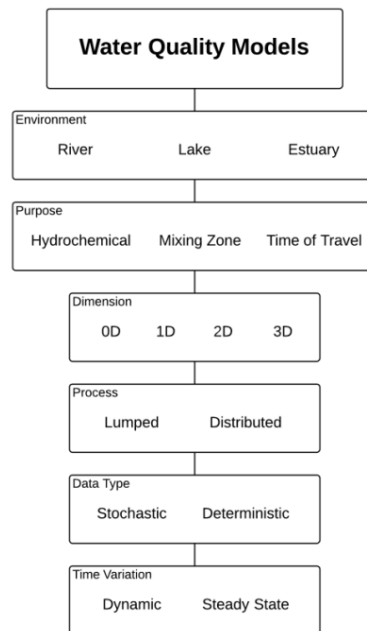 Water Quality Models
Environment
River Lake Estuary
Purpose
Hydrochemical Mixing Zone Time of Travel
Dimension
0D 1D 2D 3D
Process
Lumped Distributed
Data Type
Stochastic Deterministic
Time Variation
Dynamic Steady State